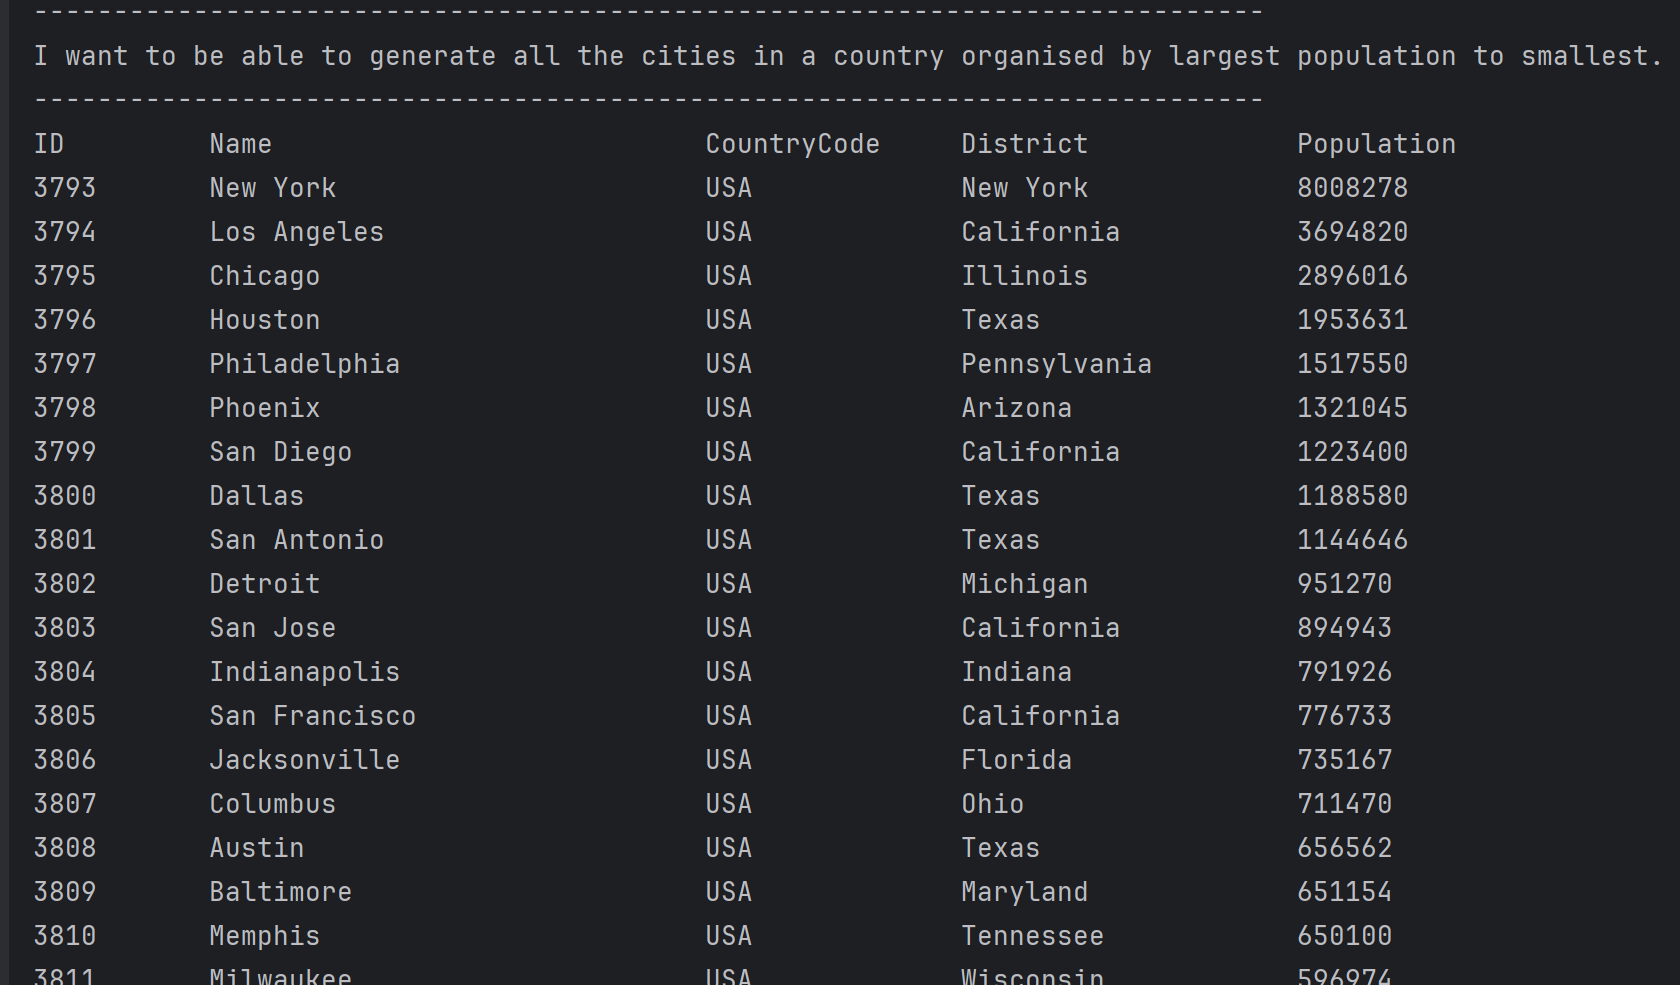 -----------------------------------------------------------------------------
I want to be able to generate all the cities in a country organised by largest population to smallest.
-----------------------------------------------------------------------------
ID Name CountryCode District Population
3793 New York USA New York 8008278
3794 Los Angeles USA California 3694820
3795 Chicago USA Illinois 2896016
3796 Houston USA Texas 1953631
3797 Philadelphia USA Pennsylvania 1517550
3798 Phoenix USA Arizona 1321045
3799 San Diego USA California 1223400
3800 Dallas USA Texas 1188580
3801 San Antonio USA Texas 1144646
3802 Detroit USA Michigan 951270
3803 San Jose USA California 894943
3804 Indianapolis USA Indiana 791926
3805 San Francisco USA California 776733
3806 Jacksonville USA Florida 735167
3807 Columbus USA Ohio 711470
3808 Austin USA Texas 656562
3809 Baltimore USA Maryland 651154
3810 Memphis USA Tennessee 650100
3811 Milwaukee USA Wisconsin 596974